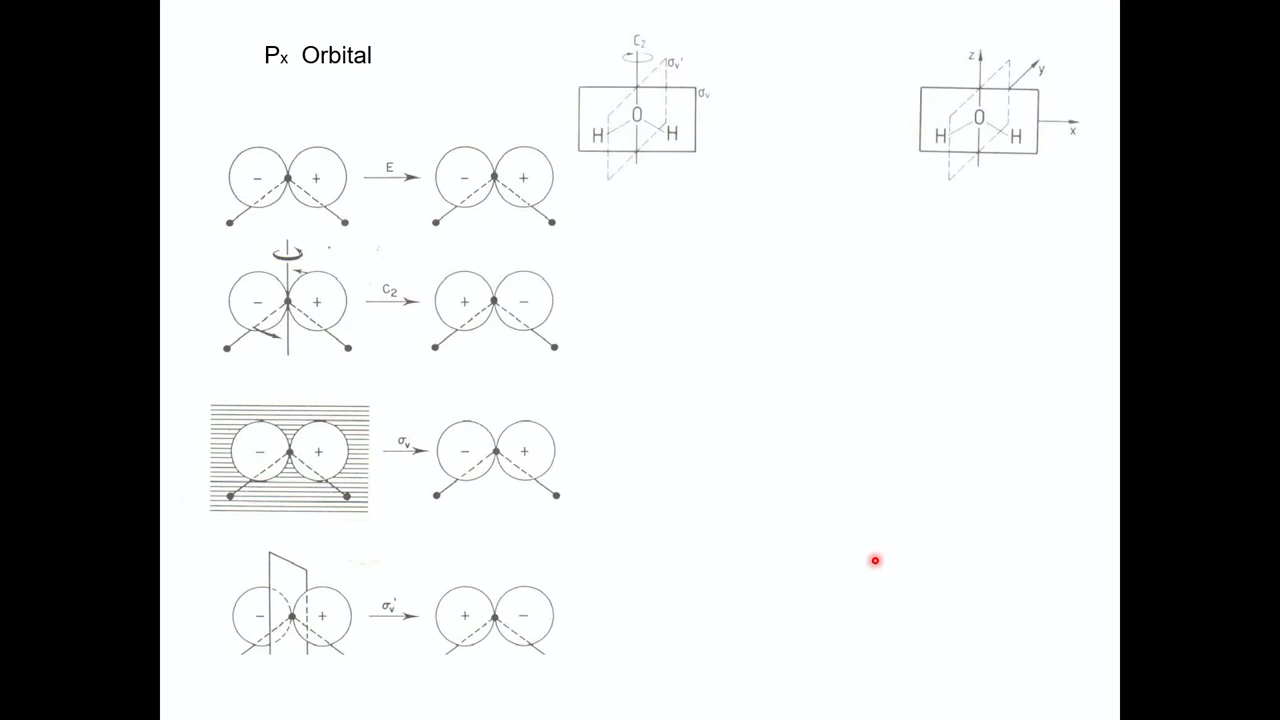 Px Orbital
C2
σv'
σv
O
H H
z
y
O
H H
x
- + E - +
- + C2 + -
- + σv - +
- + σv' + -